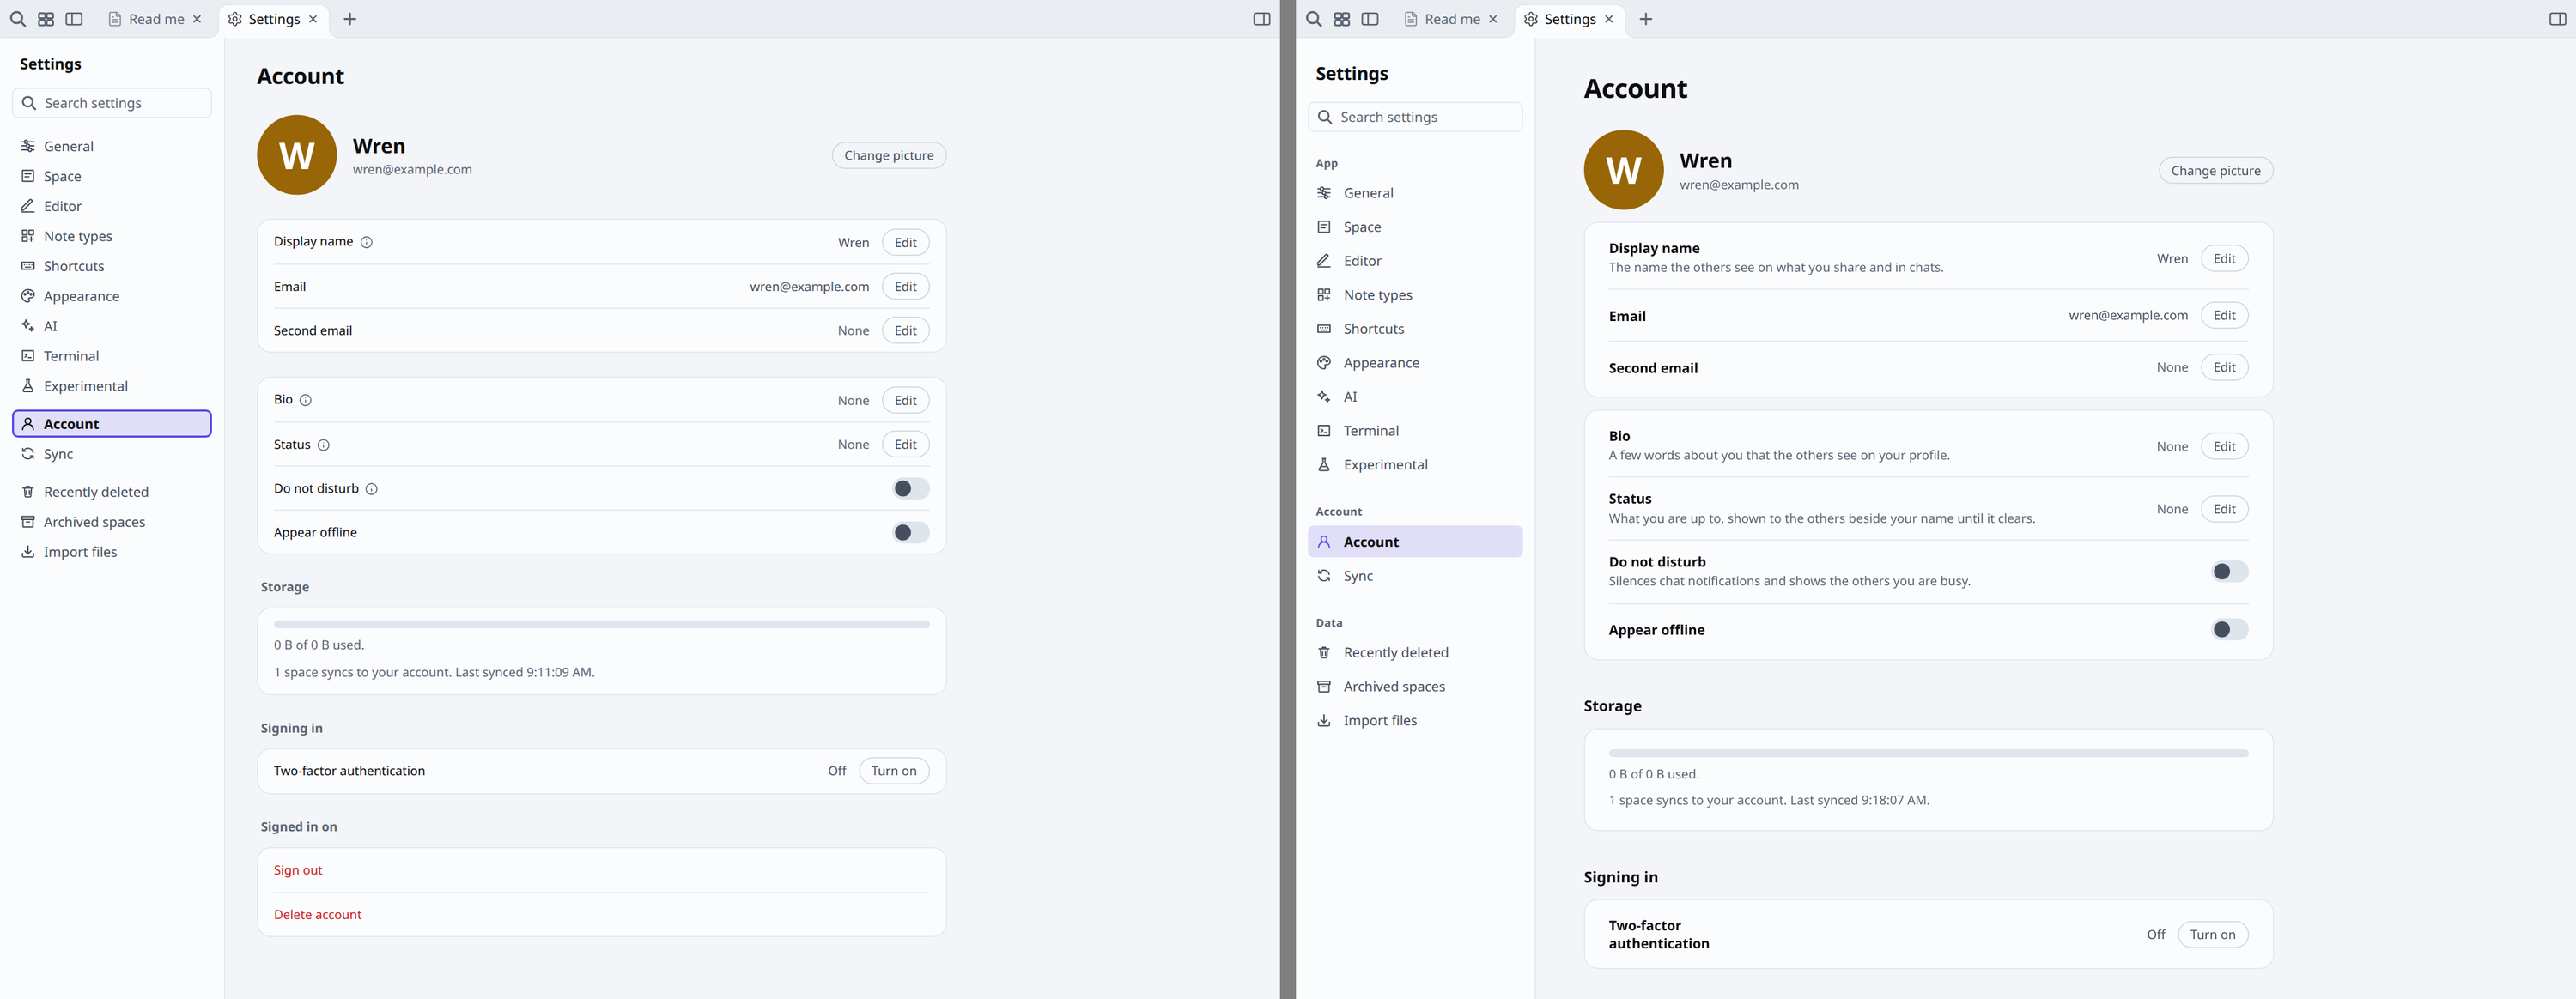 Read me
Settings
Settings
Search settings
General
Space
Editor
Note types
Shortcuts
Appearance
AI
Terminal
Experimental
Account
Sync
Recently deleted
Archived spaces
Import files
Account
W
Wren
wren@example.com
Change picture
Display name
Wren
Edit
Email
wren@example.com
Edit
Second email
None
Edit
Bio
None
Edit
Status
None
Edit
Do not disturb
Appear offline
Storage
0 B of 0 B used.
1 space syncs to your account. Last synced 9:11:09 AM.
Signing in
Two-factor authentication
Off
Turn on
Signed in on
Sign out
Delete account
Read me
Settings
Settings
Search settings
App
General
Space
Editor
Note types
Shortcuts
Appearance
AI
Terminal
Experimental
Account
Account
Sync
Data
Recently deleted
Archived spaces
Import files
Account
W
Wren
wren@example.com
Change picture
Display name
The name the others see on what you share and in chats.
Wren
Edit
Email
wren@example.com
Edit
Second email
None
Edit
Bio
A few words about you that the others see on your profile.
None
Edit
Status
What you are up to, shown to the others beside your name until it clears.
None
Edit
Do not disturb
Silences chat notifications and shows the others you are busy.
Appear offline
Storage
0 B of 0 B used.
1 space syncs to your account. Last synced 9:18:07 AM.
Signing in
Two-factor
authentication
Off
Turn on